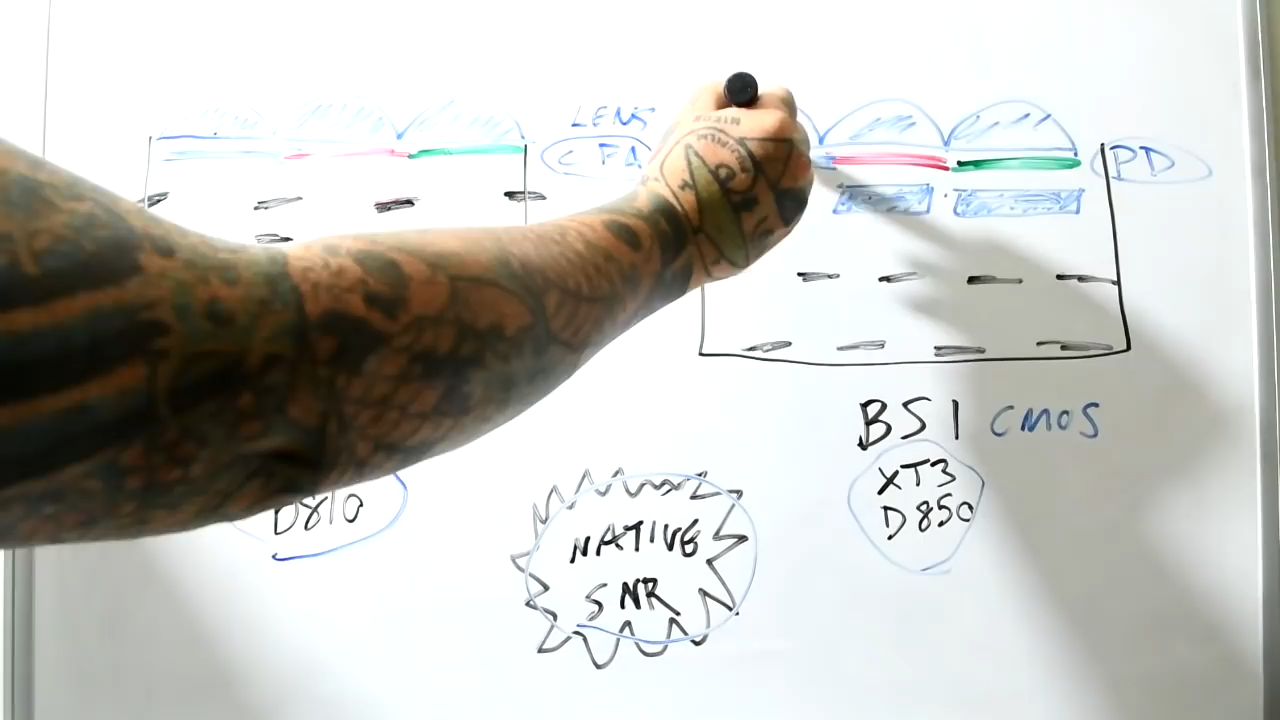 LENS
CFA
PD
BSI CMOS
XT3
D850
D810
NATIVE
SNR